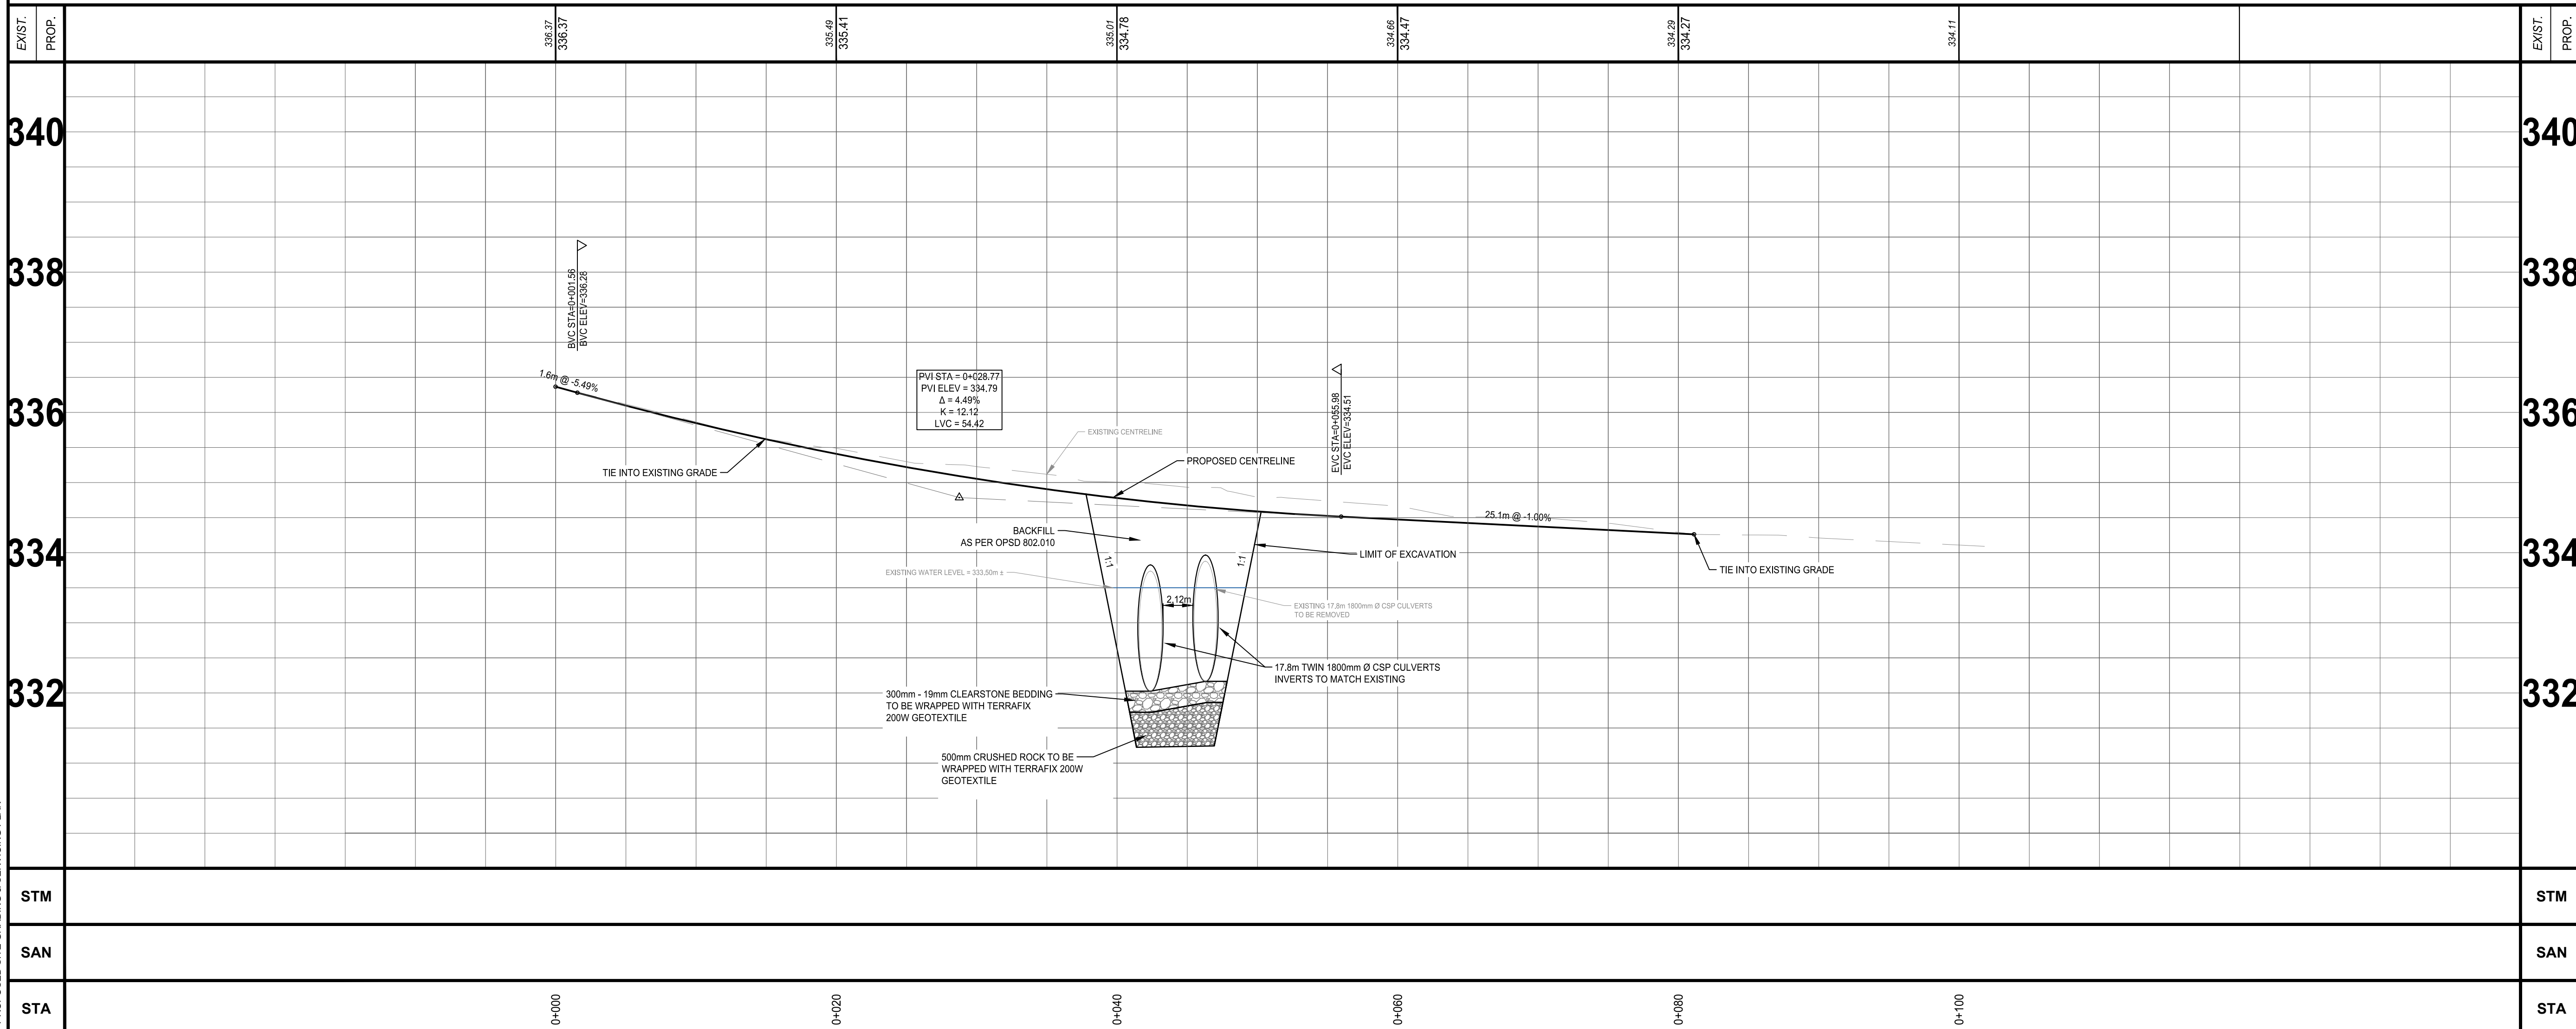 EXIST.
PROP.
336.37
336.37
335.49
335.41
335.01
334.78
334.66
334.47
334.29
334.27
334.11
EXIST.
PROP.
340
340
338
338
BVC STA=0+001.56
BVC ELEV=336.28
1.6m @ -5.49%
PVI STA = 0+028.77
PVI ELEV = 334.79
Δ = 4.49%
K = 12.12
LVC = 54.42
EVC STA=0+055.98
EVC ELEV=334.51
336
336
EXISTING CENTRELINE
PROPOSED CENTRELINE
TIE INTO EXISTING GRADE
25.1m @ -1.00%
BACKFILL
AS PER OPSD 802.010
334
334
1:1
1:1
LIMIT OF EXCAVATION
TIE INTO EXISTING GRADE
EXISTING WATER LEVEL = 333.50m ±
2.12m
EXISTING 17.8m 1800mm Ø CSP CULVERTS
TO BE REMOVED
17.8m TWIN 1800mm Ø CSP CULVERTS
INVERTS TO MATCH EXISTING
332
332
300mm - 19mm CLEARSTONE BEDDING
TO BE WRAPPED WITH TERRAFIX
200W GEOTEXTILE
500mm CRUSHED ROCK TO BE
WRAPPED WITH TERRAFIX 200W
GEOTEXTILE
STM
STM
SAN
SAN
STA
0+000
0+020
0+040
0+060
0+080
0+100
STA